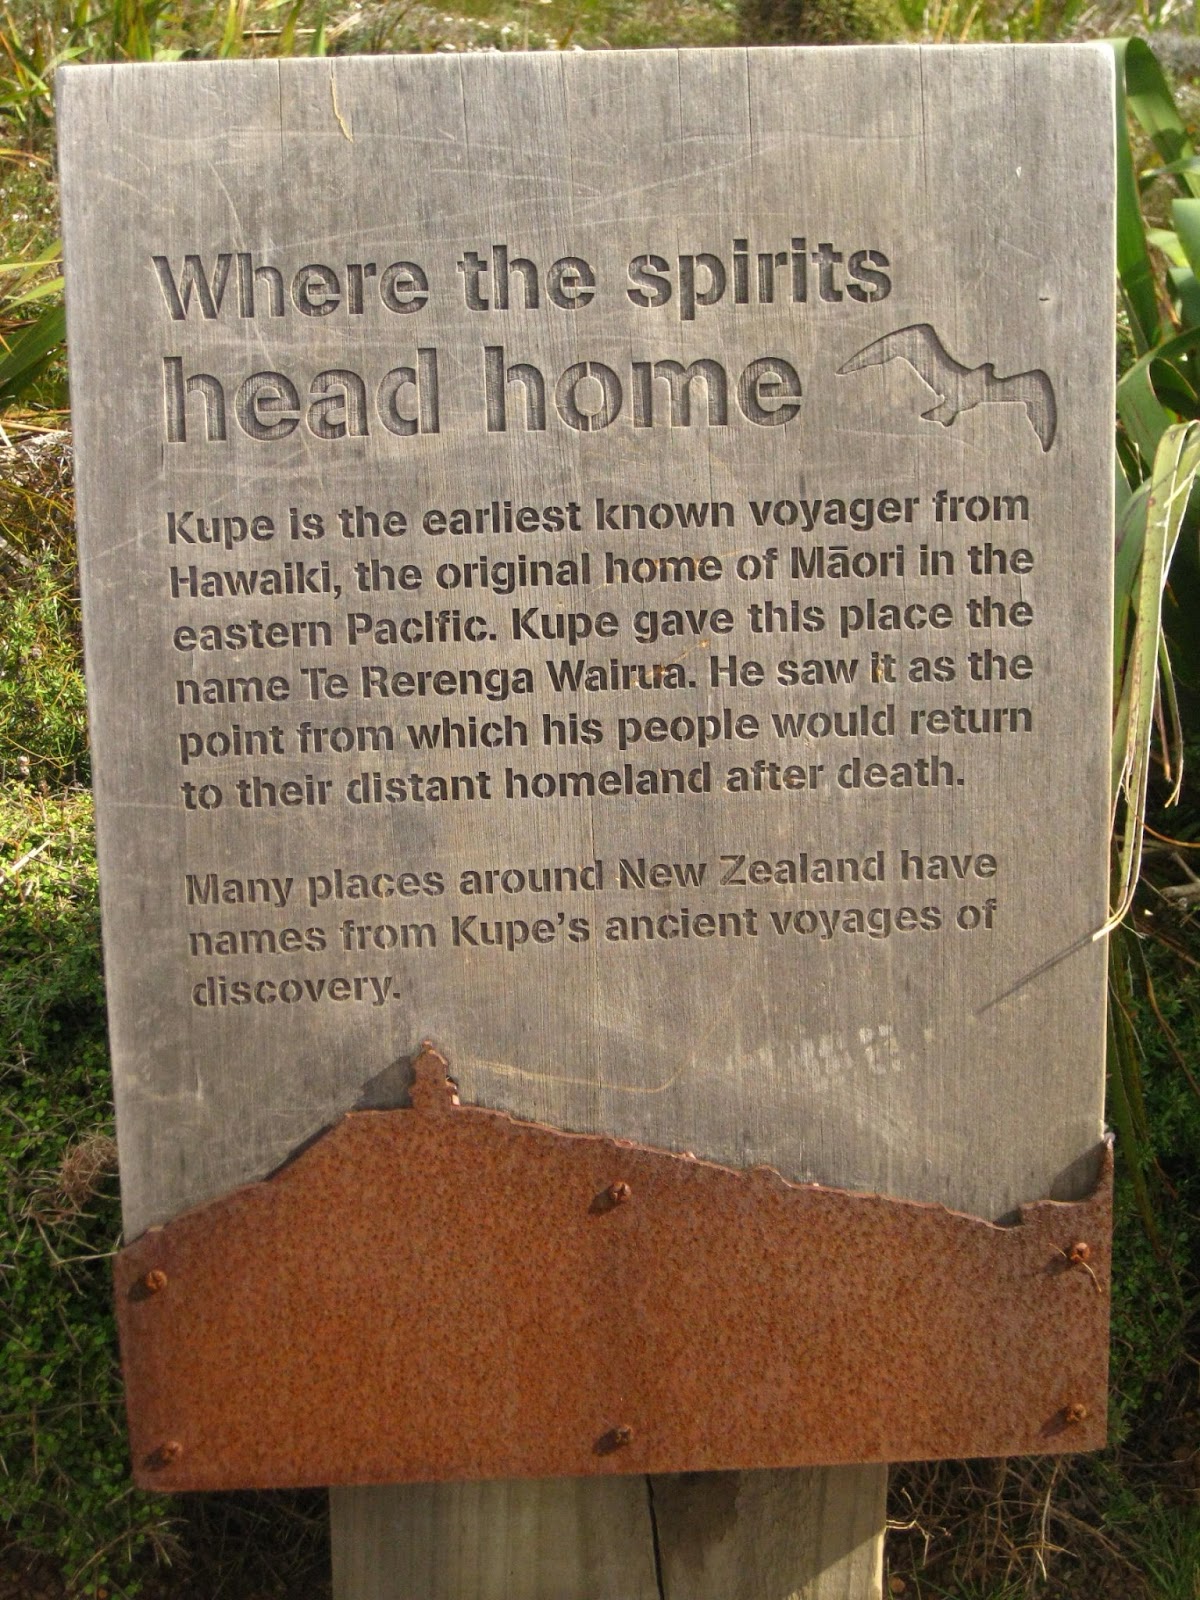 Where the spirits
head home
Kupe is the earliest known voyager from
Hawaiki, the original home of Māori in the
eastern Pacific. Kupe gave this place the
name Te Rerenga Wairua. He saw it as the
point from which his people would return
to their distant homeland after death.
Many places around New Zealand have
names from Kupe's ancient voyages of
discovery.